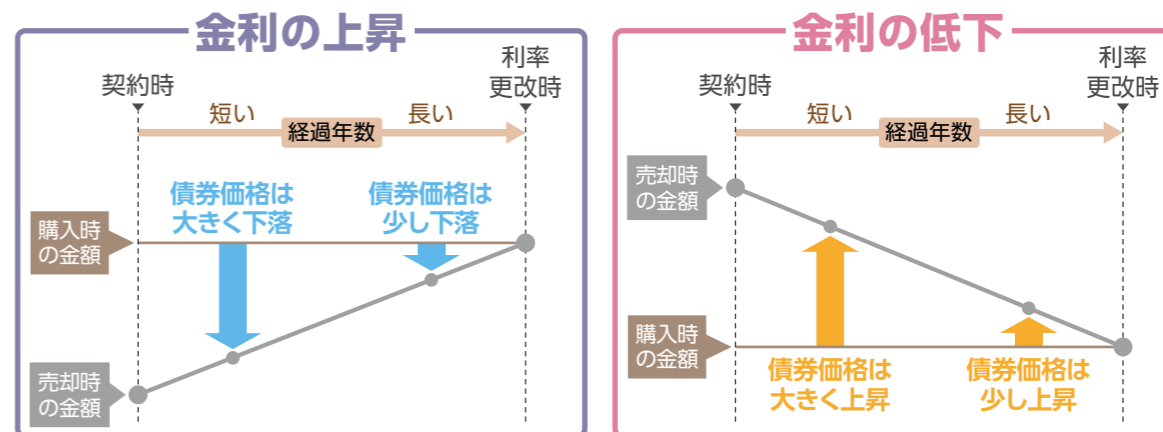 金利の上昇
契約時
利率
更改時
短い
経過年数
長い
債券価格は
大きく下落
債券価格は
少し下落
購入時
の金額
売却時
の金額
金利の低下
契約時
利率
更改時
短い
経過年数
長い
売却時
の金額
購入時
の金額
債券価格は
大きく上昇
債券価格は
少し上昇